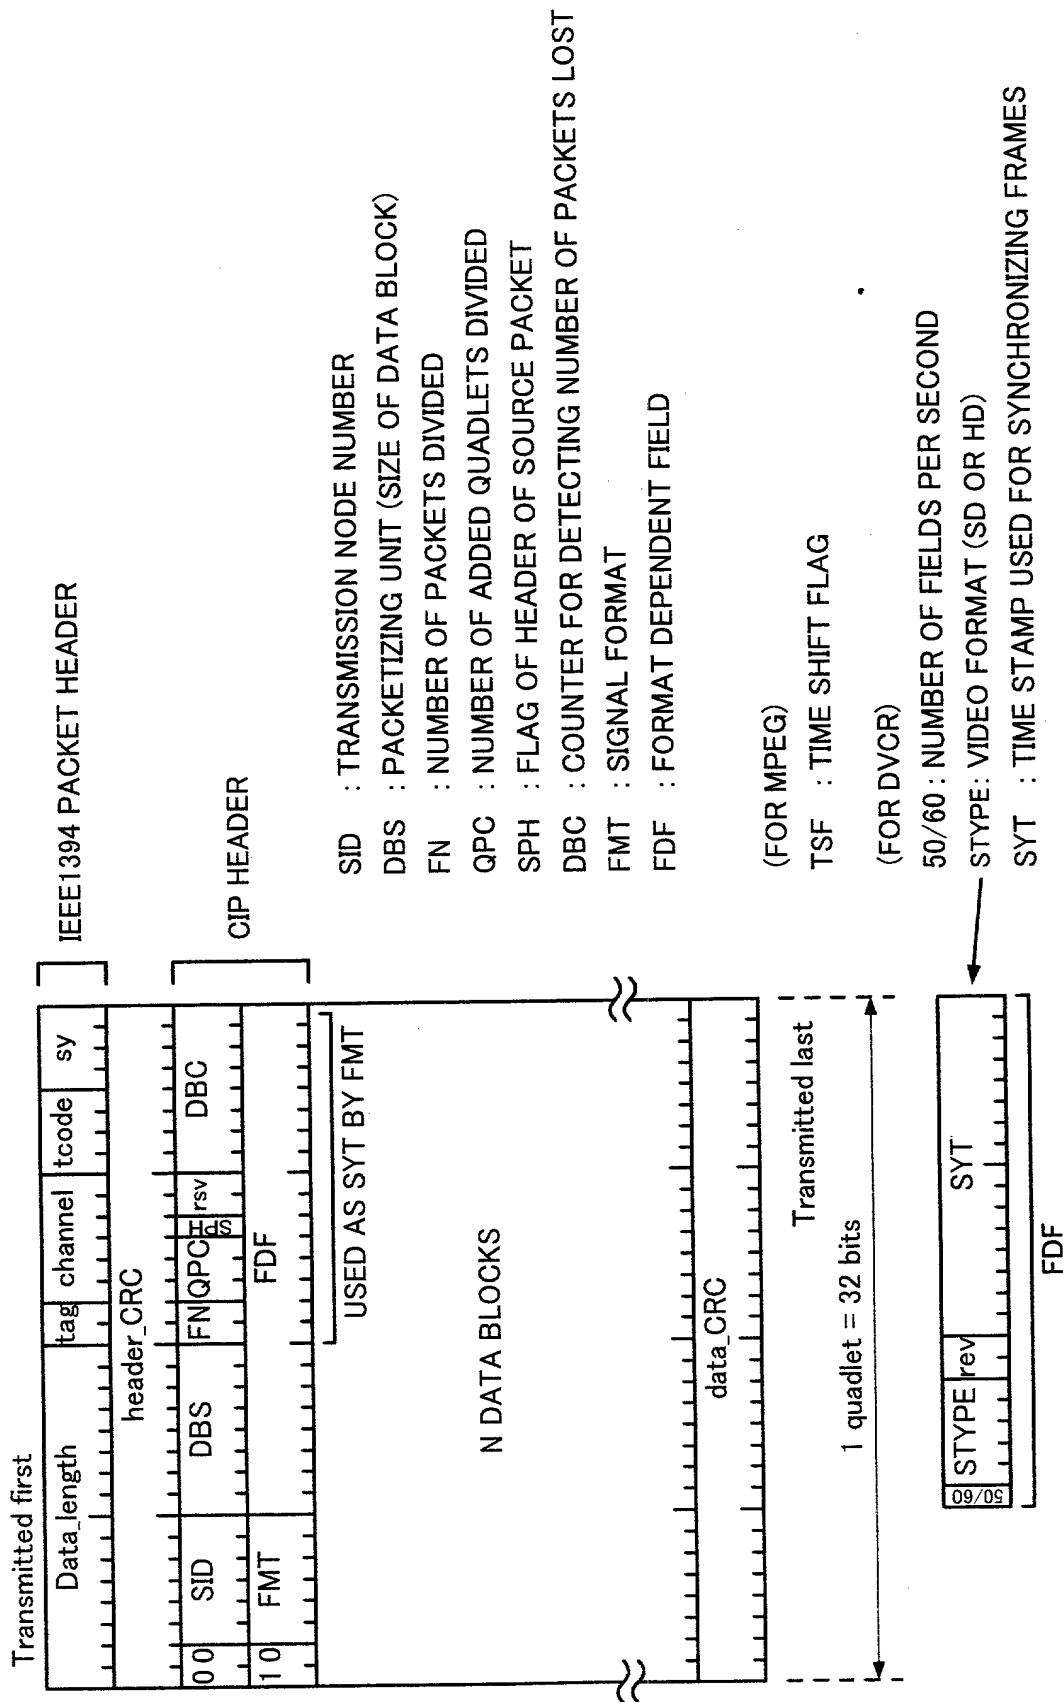 Transmitted first
Data_length tag channel tcode sy
IEEE1394 PACKET HEADER
header_CRC
00 SID DBS FN QPC SPH rsv DBC
CIP HEADER
10 FMT FDF
USED AS SYT BY FMT
N DATA BLOCKS
data_CRC
Transmitted last
1 quadlet = 32 bits
SID : TRANSMISSION NODE NUMBER
DBS : PACKETIZING UNIT (SIZE OF DATA BLOCK)
FN : NUMBER OF PACKETS DIVIDED
QPC : NUMBER OF ADDED QUADLETS DIVIDED
SPH : FLAG OF HEADER OF SOURCE PACKET
DBC : COUNTER FOR DETECTING NUMBER OF PACKETS LOST
FMT : SIGNAL FORMAT
FDF : FORMAT DEPENDENT FIELD
(FOR MPEG)
TSF : TIME SHIFT FLAG
(FOR DVCR)
50/60 : NUMBER OF FIELDS PER SECOND
STYPE: VIDEO FORMAT (SD OR HD)
SYT : TIME STAMP USED FOR SYNCHRONIZING FRAMES
50/60 STYPE rev SYT
FDF